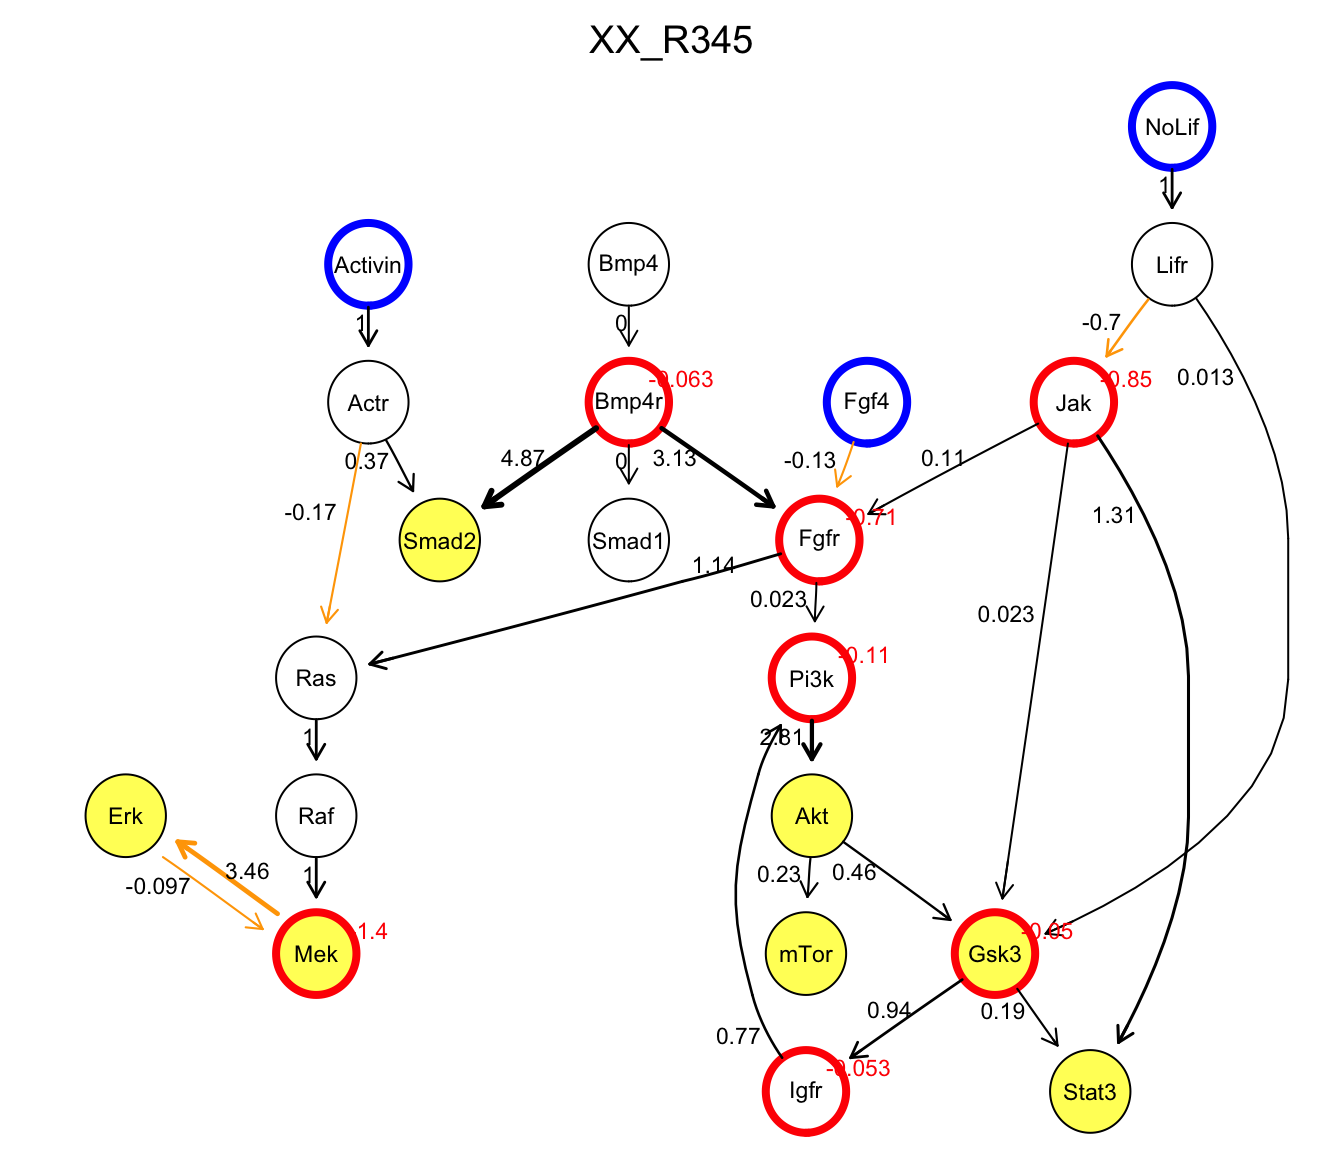 XX_R345
NoLif
1
Activin
Bmp4
Lifr
1
0
-0.7
Actr
Bmp4r
-0.063
Fgf4
Jak
-0.85
0.013
0.37
4.87
0
3.13
-0.13
0.11
-0.17
Smad2
Smad1
Fgfr
-0.71
1.31
1.14
0.023
0.023
Ras
Pi3k
-0.11
1
2.81
Erk
Raf
Akt
-0.097
3.46
1
0.23
0.46
Mek
-1.4
mTor
Gsk3
-0.05
0.77
0.94
0.19
Igfr
-0.053
Stat3